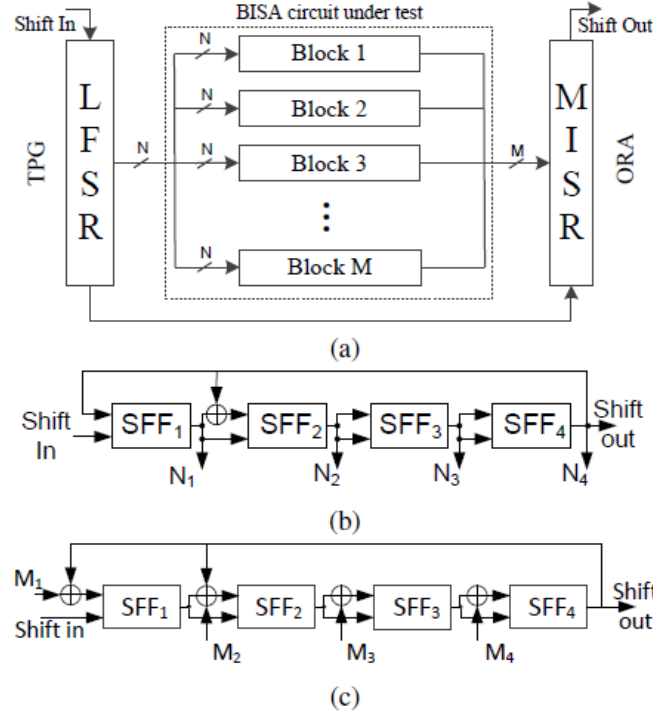 BISA circuit under test
Shift In
Shift Out
TPG
LFSR
N
N
Block 1
N
Block 2
N
Block 3
N
Block M
M
MISR
ORA
(a)
Shift In
SFF1
SFF2
SFF3
SFF4
Shift out
N1
N2
N3
N4
(b)
M1
Shift in
SFF1
SFF2
SFF3
SFF4
Shift out
M2
M3
M4
(c)